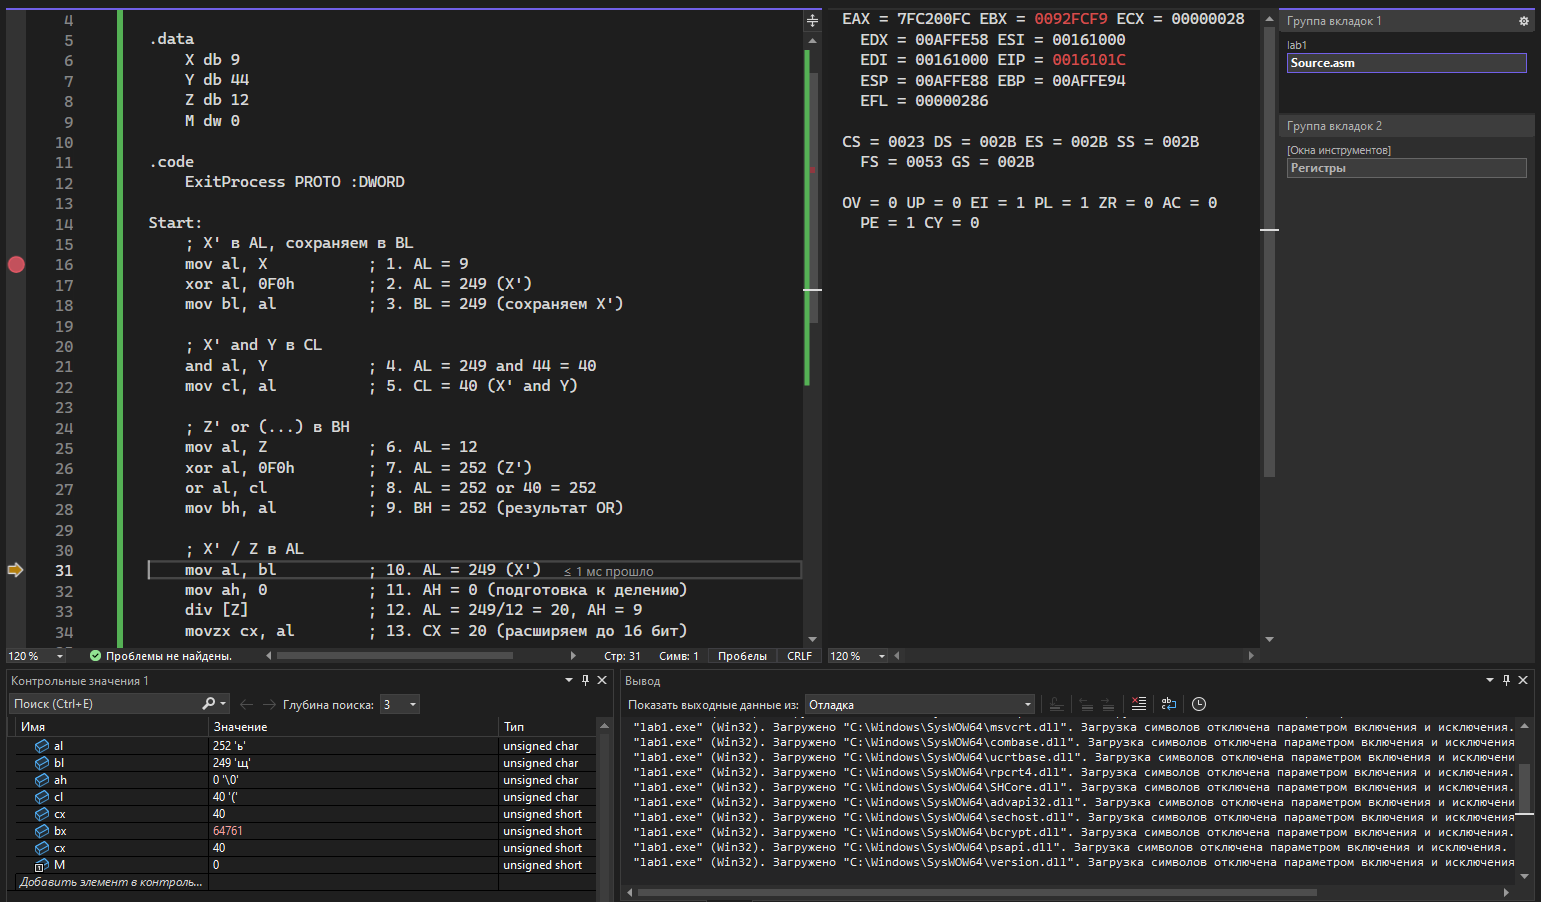 4
5 .data
6 X db 9
7 Y db 44
8 Z db 12
9 M dw 0
10
11 .code
12 ExitProcess PROTO :DWORD
13
14 Start:
15 ; X' в AL, сохраняем в BL
16 mov al, X ; 1. AL = 9
17 xor al, 0F0h ; 2. AL = 249 (X')
18 mov bl, al ; 3. BL = 249 (сохраняем X')
19
20 ; X' and Y в CL
21 and al, Y ; 4. AL = 249 and 44 = 40
22 mov cl, al ; 5. CL = 40 (X' and Y)
23
24 ; Z' or (...) в BH
25 mov al, Z ; 6. AL = 12
26 xor al, 0F0h ; 7. AL = 252 (Z')
27 or al, cl ; 8. AL = 252 or 40 = 252
28 mov bh, al ; 9. BH = 252 (результат OR)
29
30 ; X' / Z в AL
31 mov al, bl ; 10. AL = 249 (X') ≤ 1 мс прошло
32 mov ah, 0 ; 11. AH = 0 (подготовка к делению)
33 div [Z] ; 12. AL = 249/12 = 20, AH = 9
34 movzx cx, al ; 13. CX = 20 (расширяем до 16 бит)
120 % Проблемы не найдены. Стр: 31 Симв: 1 Пробелы CRLF
EAX = 7FC200FC EBX = 0092FCF9 ECX = 00000028
EDX = 00AFFE58 ESI = 00161000
EDI = 00161000 EIP = 0016101C
ESP = 00AFFE88 EBP = 00AFFE94
EFL = 00000286
CS = 0023 DS = 002B ES = 002B SS = 002B
FS = 0053 GS = 002B
OV = 0 UP = 0 EI = 1 PL = 1 ZR = 0 AC = 0
PE = 1 CY = 0
120 %
Группа вкладок 1
lab1
Source.asm
Группа вкладок 2
[Окна инструментов]
Регистры
Контрольные значения 1
Поиск (Ctrl+E) Глубина поиска: 3
Имя Значение Тип
al 252 'ь' unsigned char
bl 249 'щ' unsigned char
ah 0 '\0' unsigned char
cl 40 '(' unsigned char
cx 40 unsigned short
bx 64761 unsigned short
cx 40 unsigned short
M 0 unsigned short
Добавить элемент в контроль...
Вывод
Показать выходные данные из: Отладка
"lab1.exe" (Win32). Загружено "C:\Windows\SysWOW64\msvcrt.dll". Загрузка символов отключена параметром включения и исключения.
"lab1.exe" (Win32). Загружено "C:\Windows\SysWOW64\combase.dll". Загрузка символов отключена параметром включения и исключения
"lab1.exe" (Win32). Загружено "C:\Windows\SysWOW64\ucrtbase.dll". Загрузка символов отключена параметром включения и исключени
"lab1.exe" (Win32). Загружено "C:\Windows\SysWOW64\rpcrt4.dll". Загрузка символов отключена параметром включения и исключения.
"lab1.exe" (Win32). Загружено "C:\Windows\SysWOW64\SHCore.dll". Загрузка символов отключена параметром включения и исключения.
"lab1.exe" (Win32). Загружено "C:\Windows\SysWOW64\advapi32.dll". Загрузка символов отключена параметром включения и исключени
"lab1.exe" (Win32). Загружено "C:\Windows\SysWOW64\sechost.dll". Загрузка символов отключена параметром включения и исключения
"lab1.exe" (Win32). Загружено "C:\Windows\SysWOW64\bcrypt.dll". Загрузка символов отключена параметром включения и исключения.
"lab1.exe" (Win32). Загружено "C:\Windows\SysWOW64\psapi.dll". Загрузка символов отключена параметром включения и исключения.
"lab1.exe" (Win32). Загружено "C:\Windows\SysWOW64\version.dll". Загрузка символов отключена параметром включения и исключения